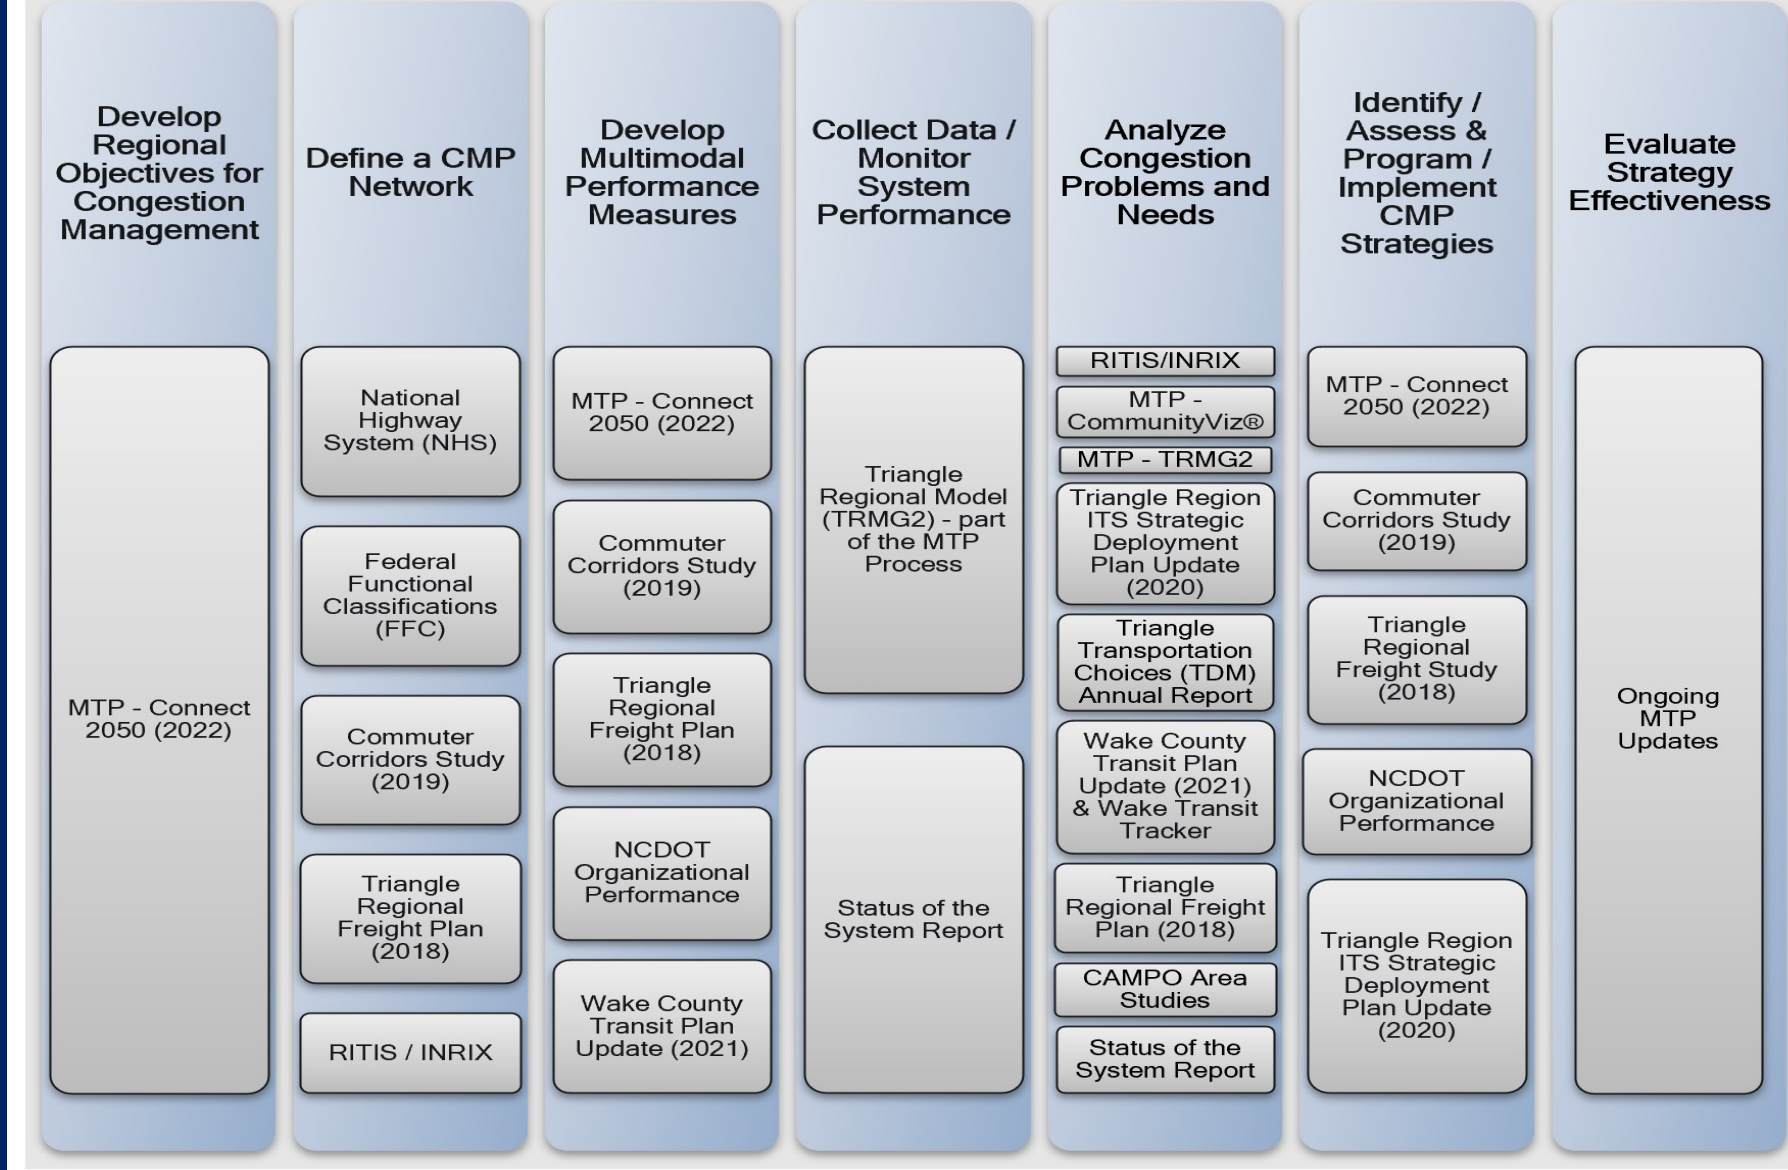 Develop
Regional
Objectives for
Congestion
Management
MTP - Connect
2050 (2022)
Define a CMP
Network
National
Highway
System (NHS)
Federal
Functional
Classifications
(FFC)
Commuter
Corridors Study
(2019)
Triangle
Regional
Freight Plan
(2018)
RITIS / INRIX
Develop
Multimodal
Performance
Measures
MTP - Connect
2050 (2022)
Commuter
Corridors Study
(2019)
Triangle
Regional
Freight Plan
(2018)
NCDOT
Organizational
Performance
Wake County
Transit Plan
Update (2021)
Collect Data /
Monitor
System
Performance
Triangle
Regional Model
(TRMG2) - part
of the MTP
Process
Status of the
System Report
Analyze
Congestion
Problems and
Needs
RITIS/INRIX
MTP -
CommunityViz®
MTP - TRMG2
Triangle Region
ITS Strategic
Deployment
Plan Update
(2020)
Triangle
Transportation
Choices (TDM)
Annual Report
Wake County
Transit Plan
Update (2021)
& Wake Transit
Tracker
Triangle
Regional Freight
Plan (2018)
CAMPO Area
Studies
Status of the
System Report
Identify /
Assess &
Program /
Implement
CMP
Strategies
MTP - Connect
2050 (2022)
Commuter
Corridors Study
(2019)
Triangle
Regional
Freight Study
(2018)
NCDOT
Organizational
Performance
Triangle Region
ITS Strategic
Deployment
Plan Update
(2020)
Evaluate
Strategy
Effectiveness
Ongoing
MTP
Updates